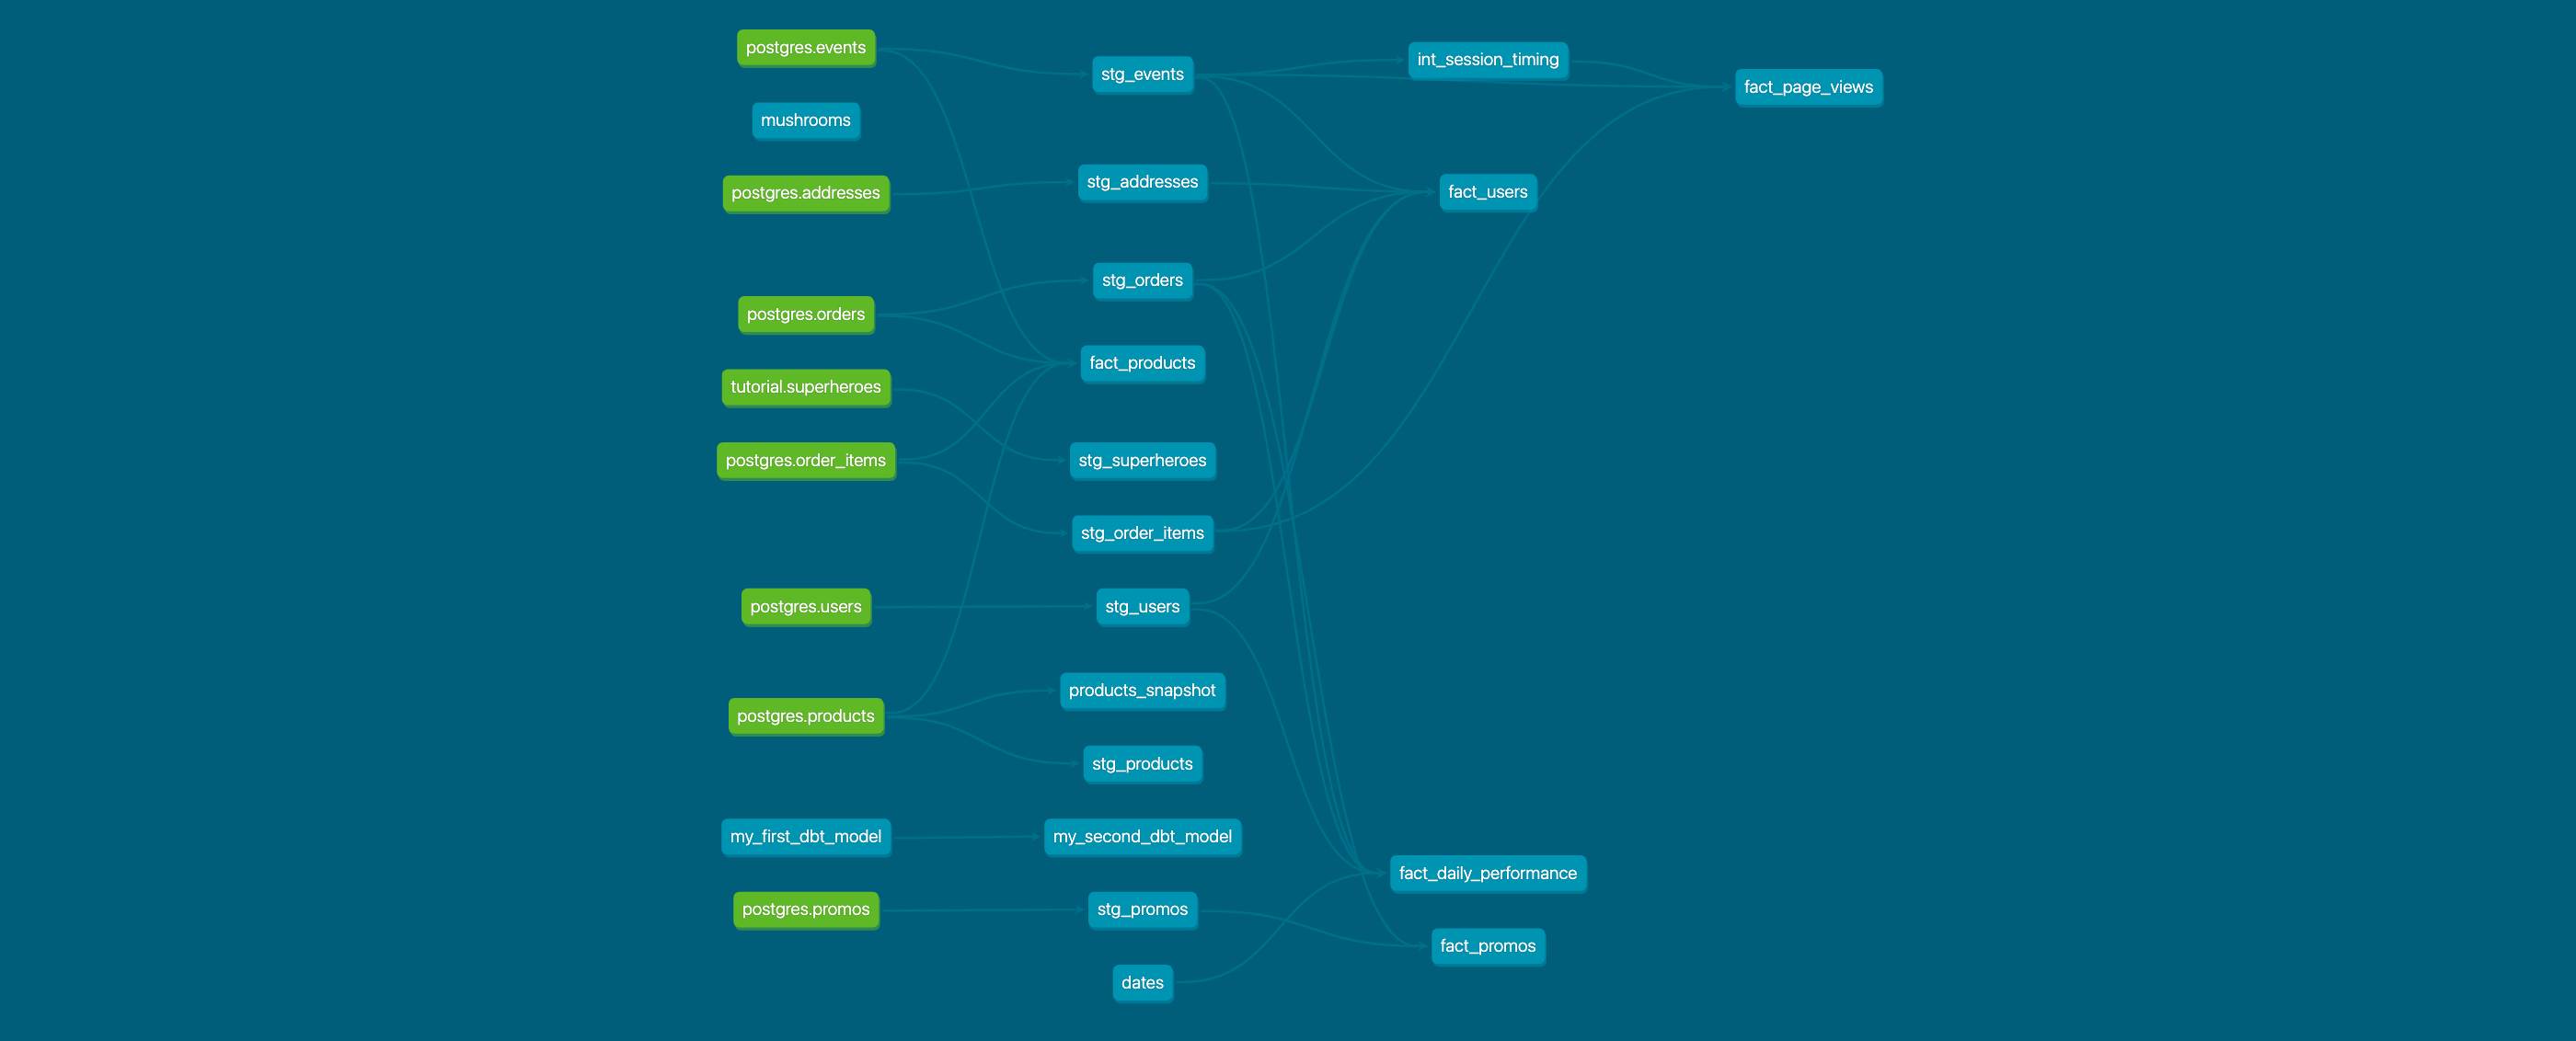 postgres.events
mushrooms
postgres.addresses
postgres.orders
tutorial.superheroes
postgres.order_items
postgres.users
postgres.products
my_first_dbt_model
postgres.promos
stg_events
stg_addresses
stg_orders
fact_products
stg_superheroes
stg_order_items
stg_users
products_snapshot
stg_products
my_second_dbt_model
stg_promos
dates
int_session_timing
fact_users
fact_daily_performance
fact_promos
fact_page_views